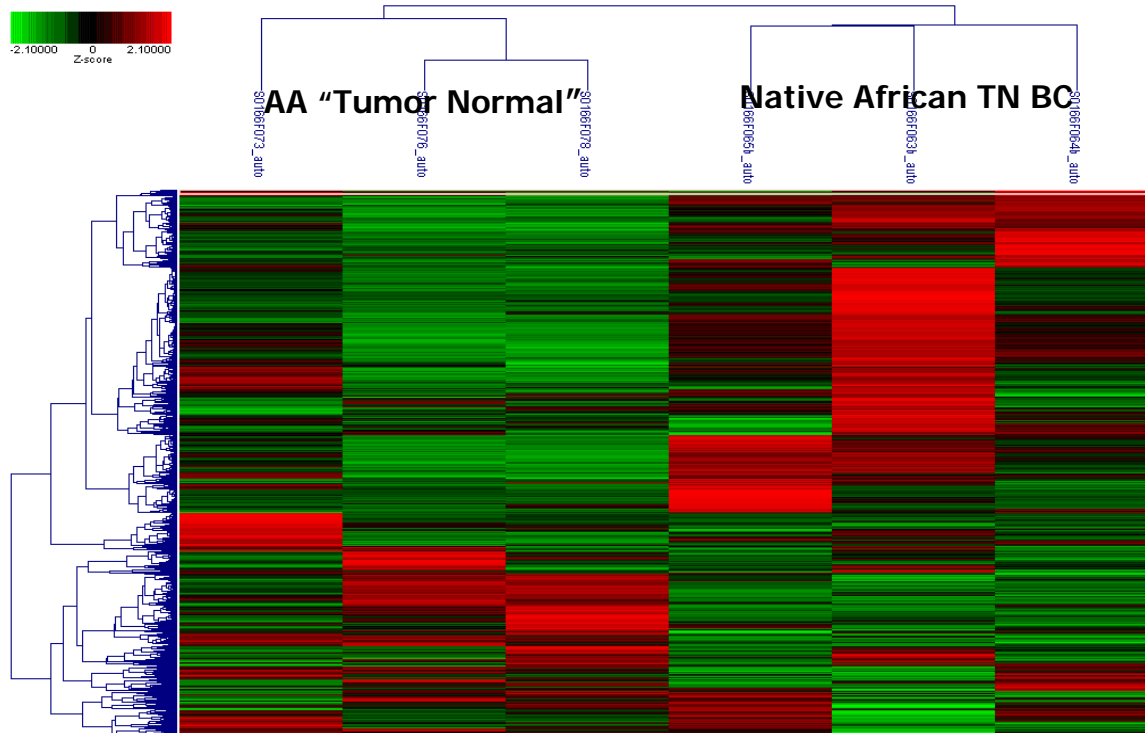 -2.10000 0 2.10000
Z-score
AA “Tumor Normal”
Native African TN BC
S0166F073_auto
S0166F076_auto
S0166F078_auto
S0166F065b_auto
S0166F063b_auto
S0166F064b_auto